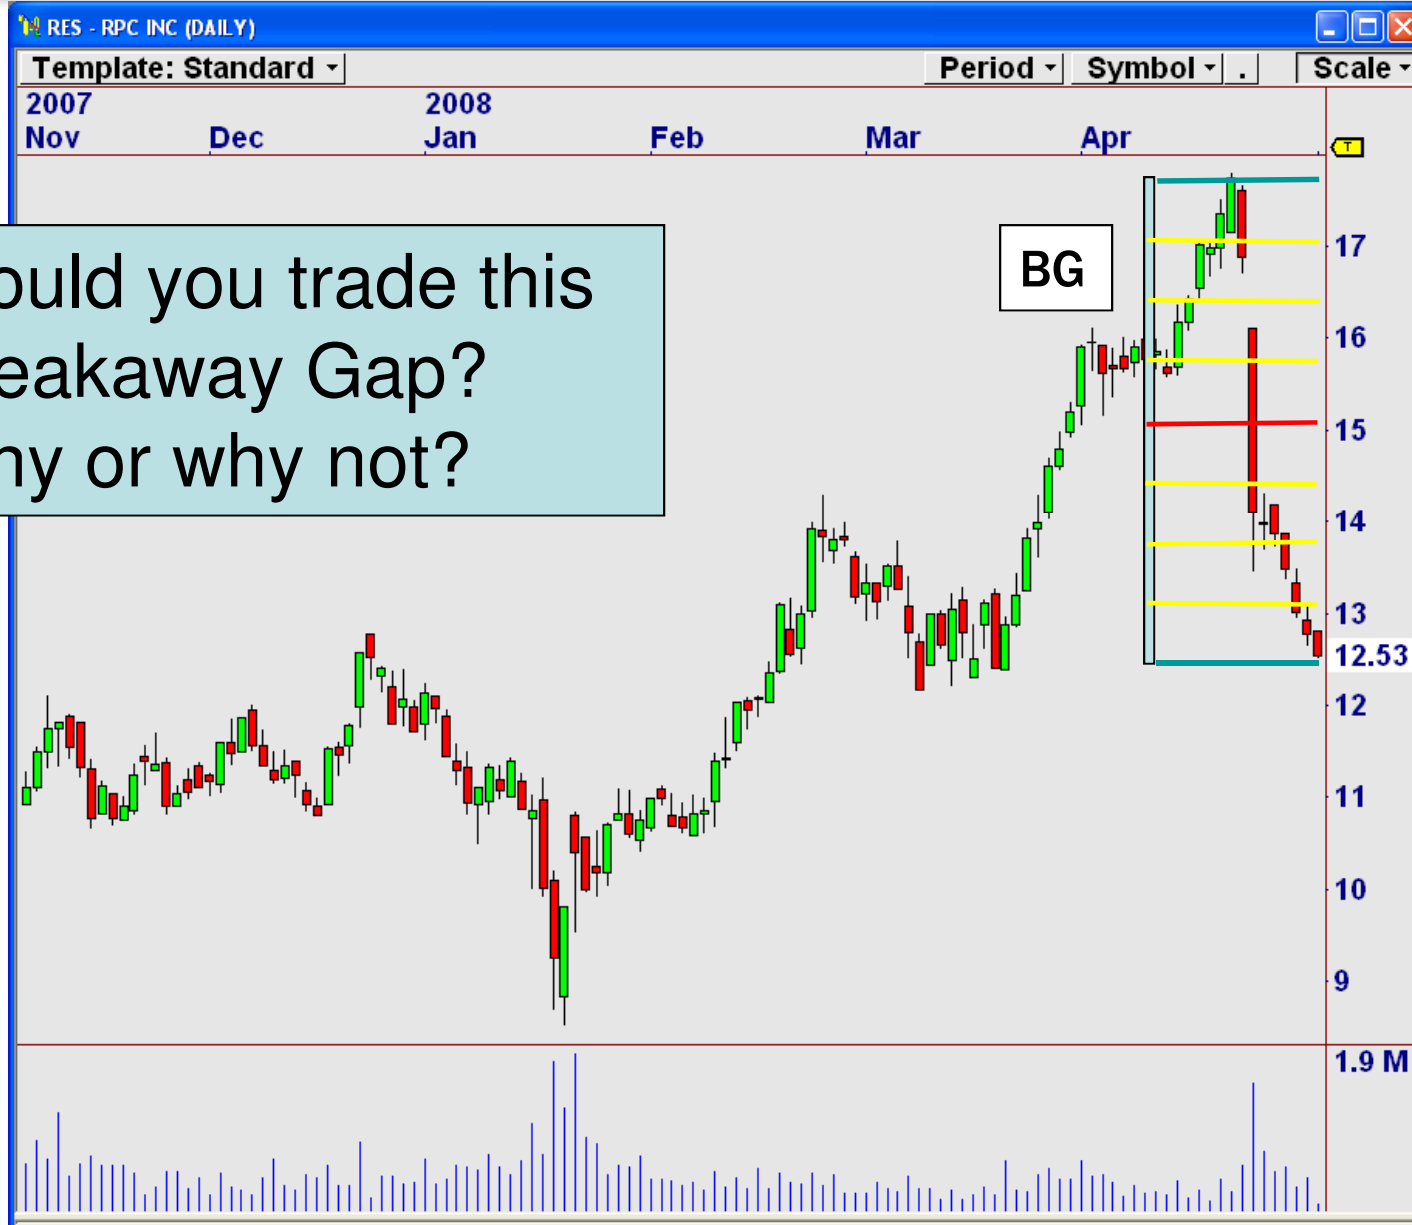 RES - RPC INC (DAILY)
Template: Standard Period Symbol . Scale
2007 2008
Nov Dec Jan Feb Mar Apr
T
BG
ould you trade this
eakaway Gap?
hy or why not?
17
16
15
14
13
12.53
12
11
10
9
1.9 M